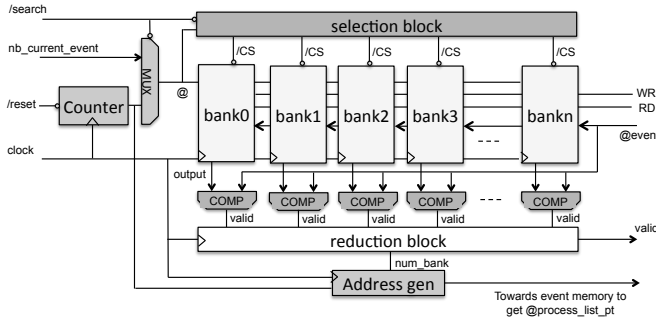 /search
selection block
nb_current_event
/CS
/CS
/CS
/CS
/CS
MUX
@
WR
RD
Counter
/reset
bank0
bank1
bank2
bank3
bankn
@even
clock
output
COMP
COMP
COMP
COMP
COMP
valid
valid
valid
valid
valid
reduction block
valid
num_bank
Address gen
Towards event memory to
get @process_list_pt